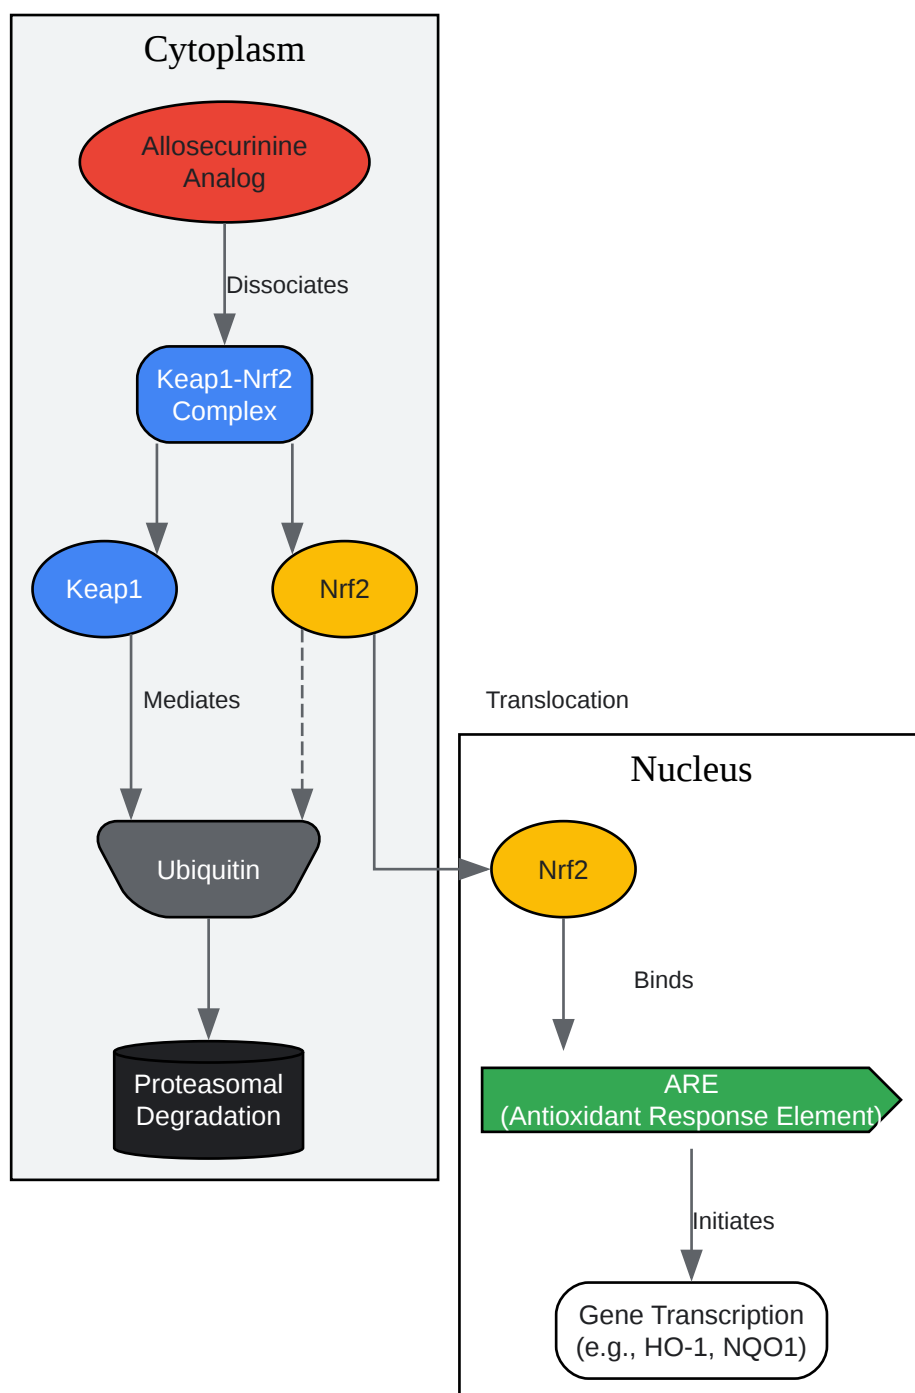 Cytoplasm
Allosecurinine
Analog
Dissociates
Keap1-Nrf2
Complex
Keap1
Nrf2
Mediates
Translocation
Nucleus
Ubiquitin
Nrf2
Binds
Proteasomal
Degradation
ARE
(Antioxidant Response Element)
Initiates
Gene Transcription
(e.g., HO-1, NQO1)